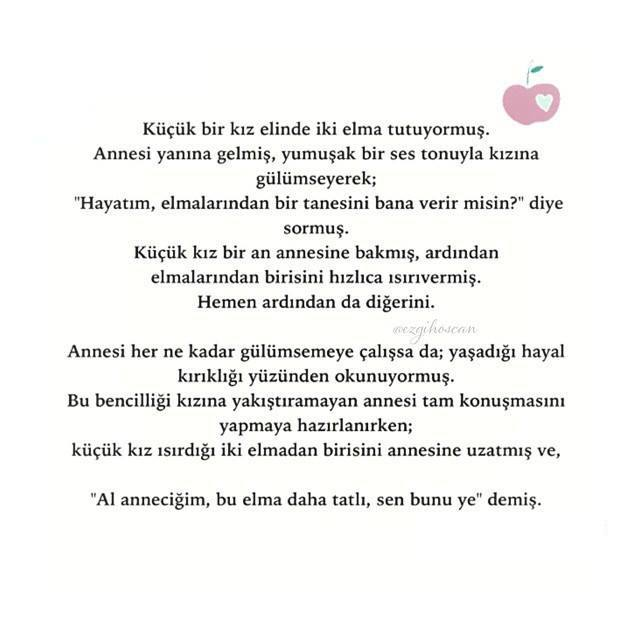 Küçük bir kız elinde iki elma tutuyormuş.
Annesi yanına gelmiş, yumuşak bir ses tonuyla kızına
gülümseyerek;
"Hayatım, elmalarından bir tanesini bana verir misin?" diye
sormuş.
Küçük kız bir an annesine bakmış, ardından
elmalarından birisini hızlıca ısırıvermiş.
Hemen ardından da diğerini.
@ezgihoscan
Annesi her ne kadar gülümsemeye çalışsa da; yaşadığı hayal
kırıklığı yüzünden okunuyormuş.
Bu bencilliği kızına yakıştıramayan annesi tam konuşmasını
yapmaya hazırlanırken;
küçük kız ısırdığı iki elmadan birisini annesine uzatmış ve,
"Al anneciğim, bu elma daha tatlı, sen bunu ye" demiş.